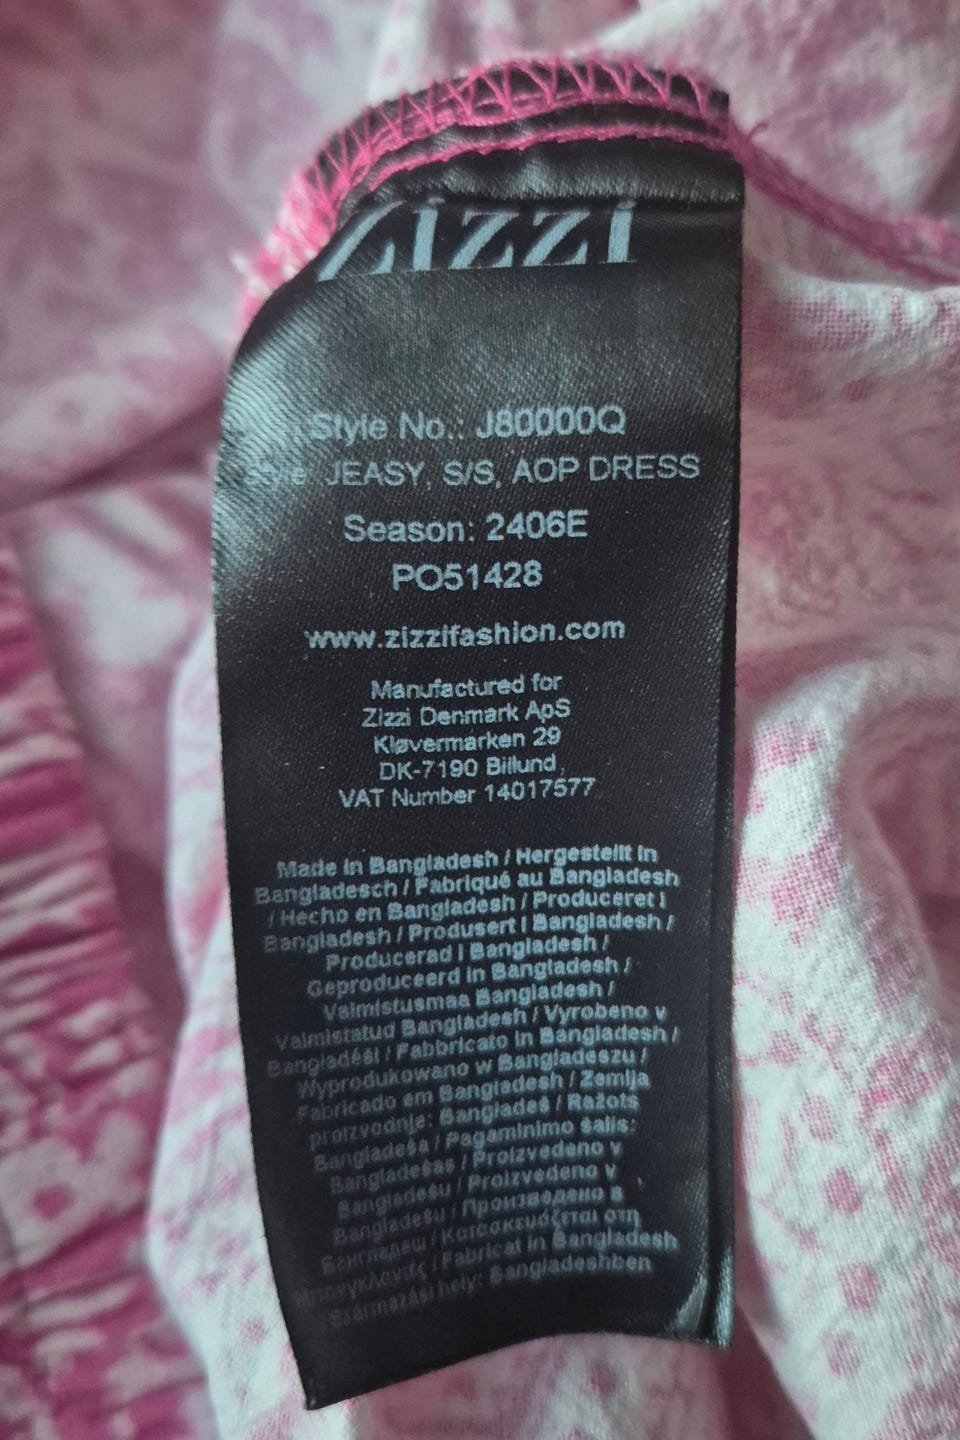 Zizzi
Style No.: J80000Q
Style: JEASY, S/S, AOP DRESS
Season: 2406E
PO51428
www.zizzifashion.com
Manufactured for
Zizzi Denmark ApS
Kløvermarken 29
DK-7190 Billund
VAT Number 14017577
Made in Bangladesh / Hergestellt in
Bangladesch / Fabriqué au Bangladesh
/ Hecho en Bangladesh / Produceret i
Bangladesh / Produsert i Bangladesh /
Producerad i Bangladesh /
Geproduceerd in Bangladesh /
Valmistusmaa Bangladesh /
Valmistatud Bangladesh / Vyrobeno v
Bangladéši / Fabbricato in Bangladesh /
Wyprodukowano w Bangladeszu /
Fabricado em Bangladesh / Zemlja
proizvodnje: Bangladeš / Ražots
Bangladeša / Pagaminimo šalis:
Bangladešas / Proizvedeno v
Bangladešu / Proizvedeno v
Bangladešu / Произведено в
Бангладеш / Κατασκευάζεται στη
Μπανγκλαντές / Fabricat in Bangladesh
Származási hely: Bangladeshben